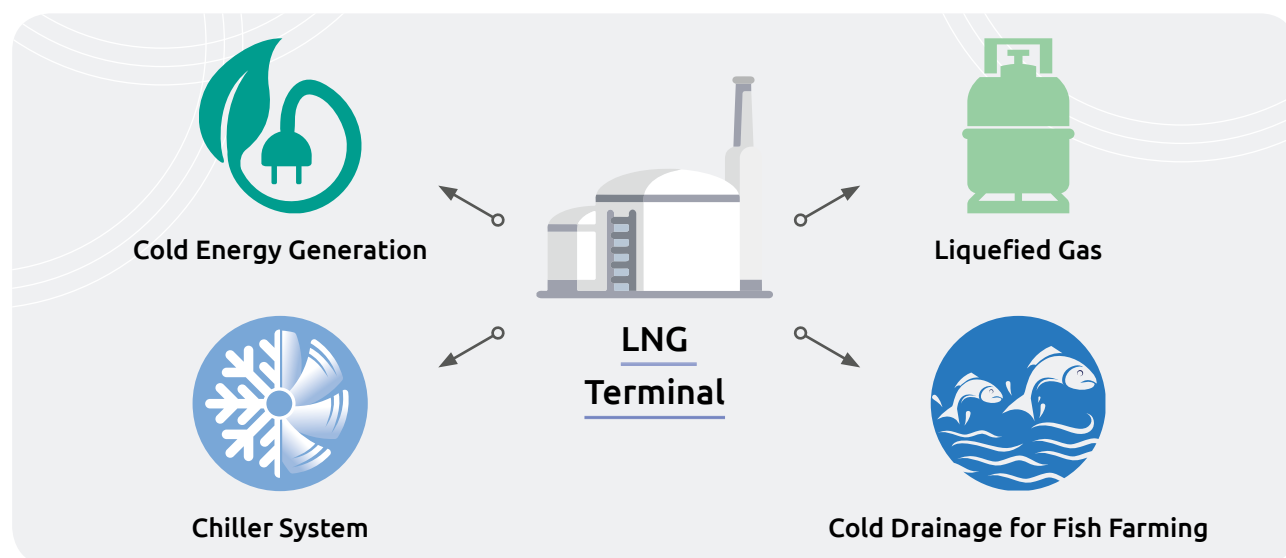 Cold Energy Generation
Liquefied Gas
LNG
Terminal
Chiller System
Cold Drainage for Fish Farming